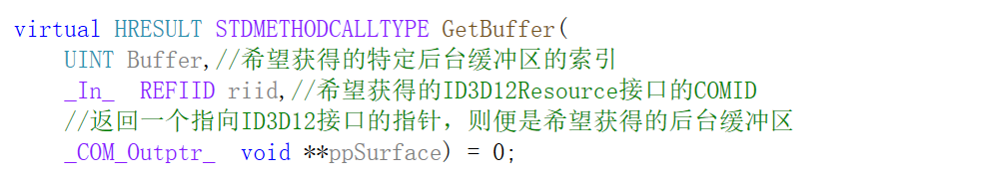 virtual HRESULT STDMETHODCALLTYPE GetBuffer(
UINT Buffer,//希望获得的特定后台缓冲区的索引
_In_  REFIID riid,//希望获得的ID3D12Resource接口的COMID
//返回一个指向ID3D12接口的指针，则便是希望获得的后台缓冲区
_COM_Outptr_  void **ppSurface) = 0;